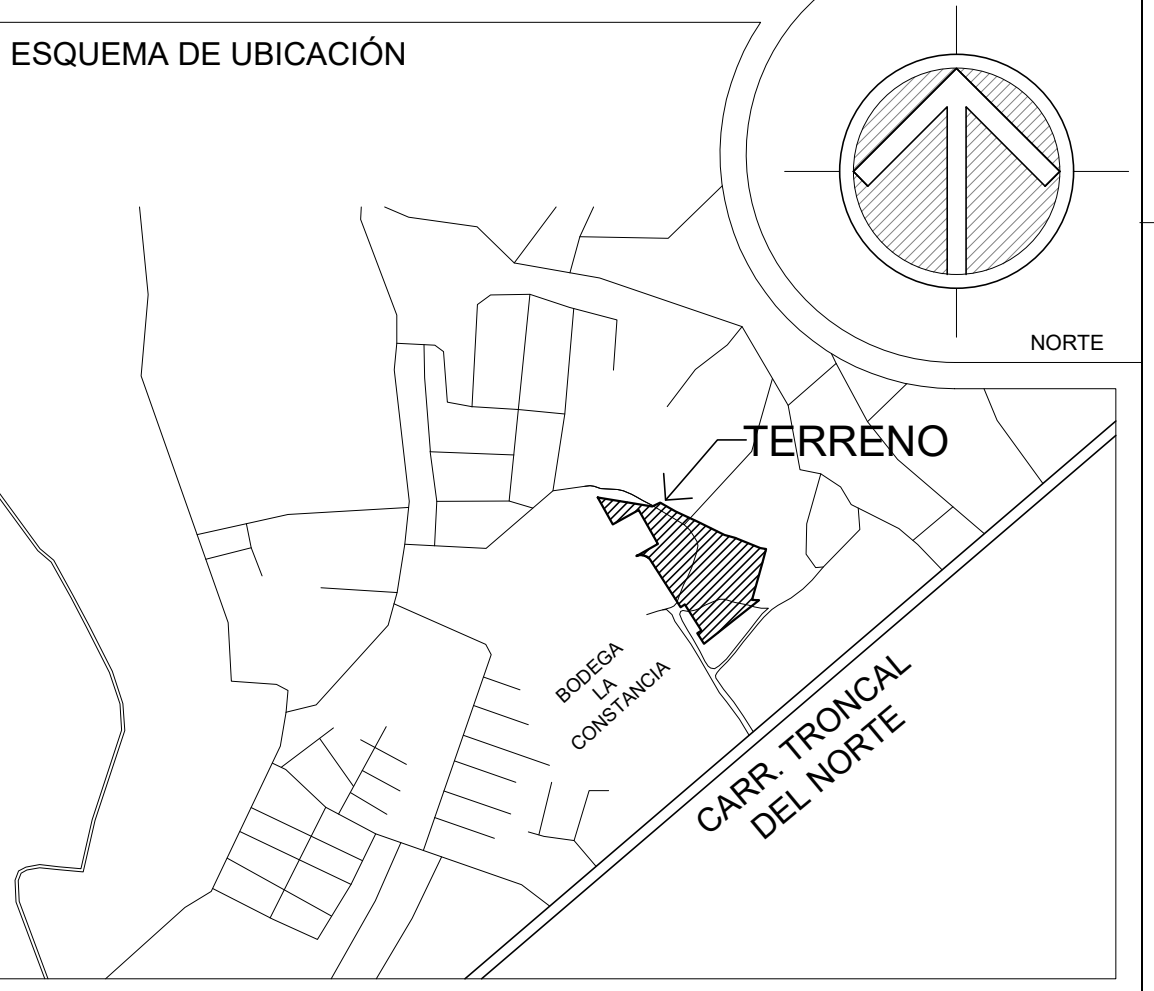 ESQUEMA DE UBICACIÓN
NORTE
TERRENO
BODEGA
LA
CONSTANCIA
CARR. TRONCAL
DEL NORTE